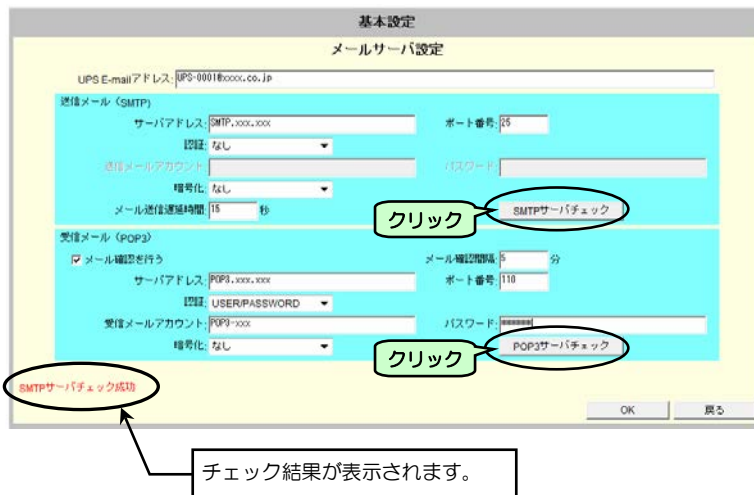 基本設定
メールサーバ設定
UPS E-mailアドレス: UPS-0001@xxxx.co.jp
送信メール（SMTP)
サーバアドレス: SMTP.xxx.xxx ポート番号: 25
認証: なし
送信メールアカウント: パスワード:
暗号化: なし
メール送信遅延時間: 15 秒 クリック SMTPサーバチェック
受信メール（POP3)
メール確認を行う メール確認間隔: 5 分
サーバアドレス: POP3.xxx.xxx ポート番号: 110
認証: USER/PASSWORD
受信メールアカウント: POP3-xxx パスワード: ******
暗号化: なし クリック POP3サーバチェック
SMTPサーバチェック成功
OK 戻る
チェック結果が表示されます。